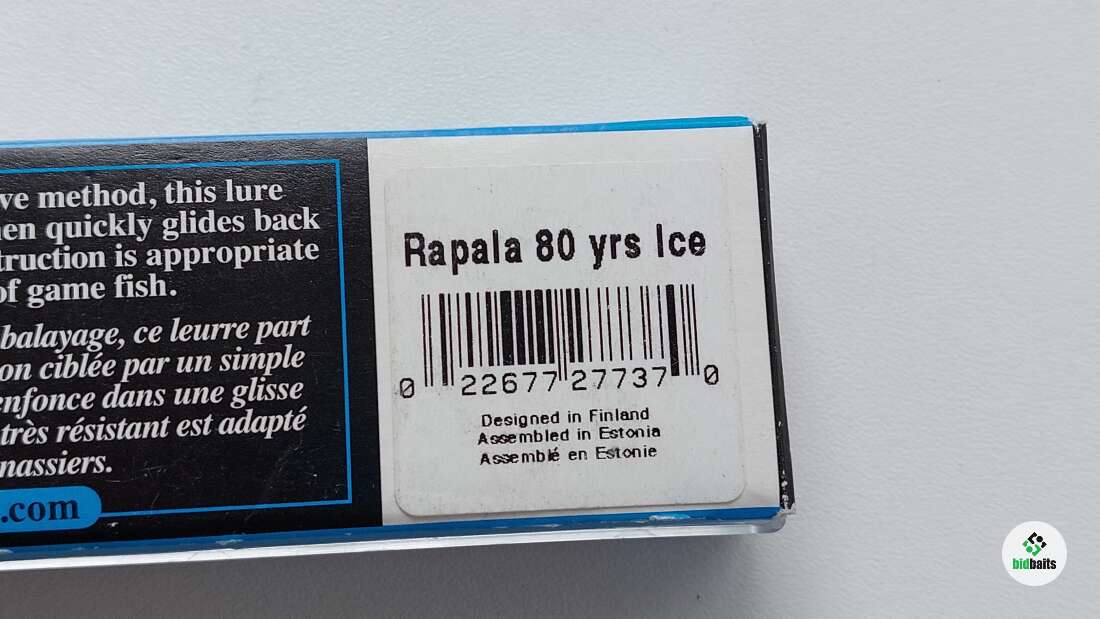 ve method, this lure
en quickly glides back
truction is appropriate
of game fish.
balayage, ce leurre part
on ciblée par un simple
enfonce dans une glisse
très résistant est adapté
nassiers.
.com
Rapala 80 yrs Ice
0 22677 27737 0
Designed in Finland
Assembled in Estonia
Assemblé en Estonie
bidbaits